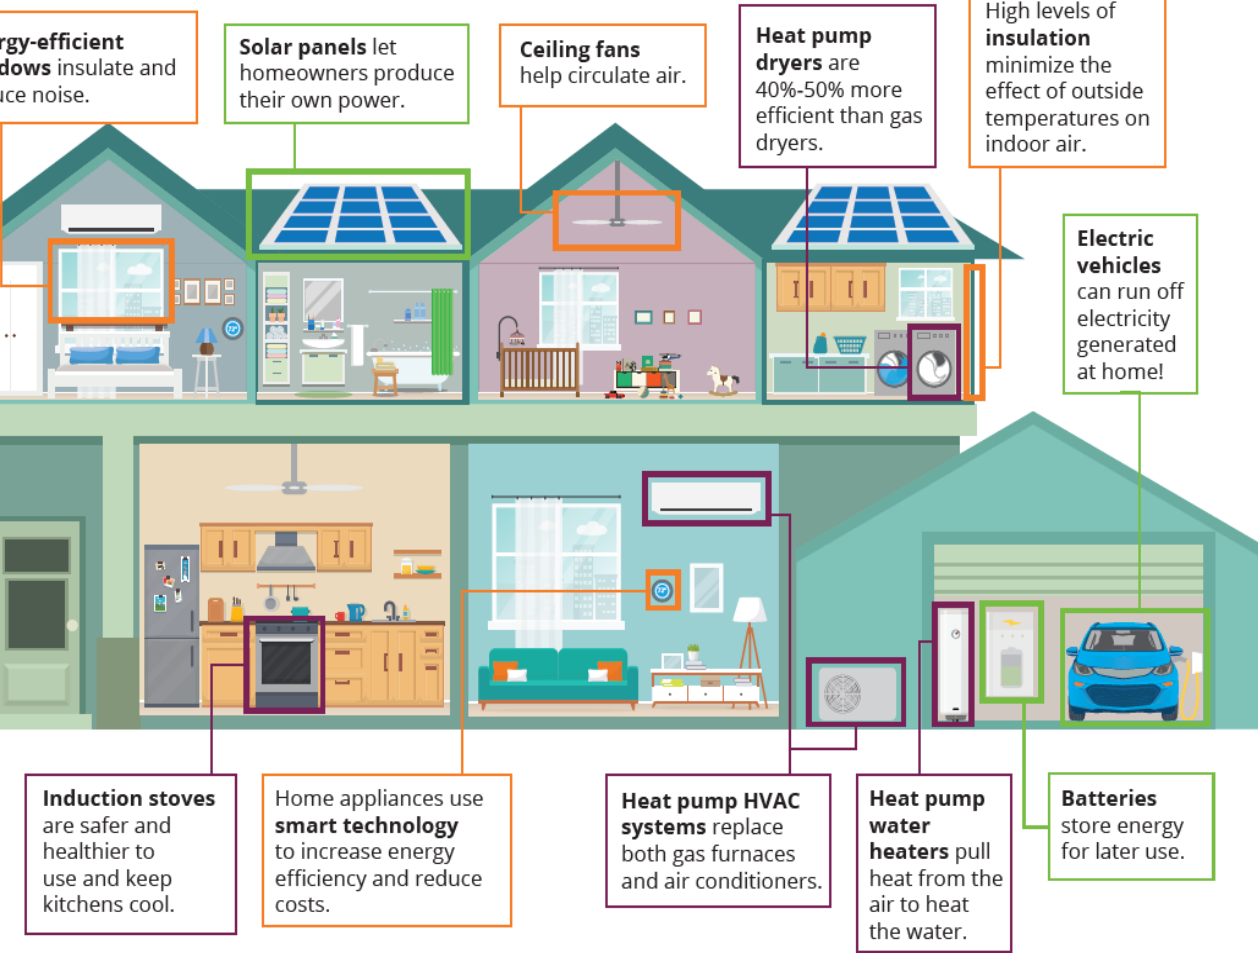 rgy-efficient
dows insulate and
uce noise.
Solar panels let
homeowners produce
their own power.
Ceiling fans
help circulate air.
Heat pump
dryers are
40%-50% more
efficient than gas
dryers.
High levels of
insulation
minimize the
effect of outside
temperatures on
indoor air.
Electric
vehicles
can run off
electricity
generated
at home!
Induction stoves
are safer and
healthier to
use and keep
kitchens cool.
Home appliances use
smart technology
to increase energy
efficiency and reduce
costs.
Heat pump HVAC
systems replace
both gas furnaces
and air conditioners.
Heat pump
water
heaters pull
heat from the
air to heat
the water.
Batteries
store energy
for later use.